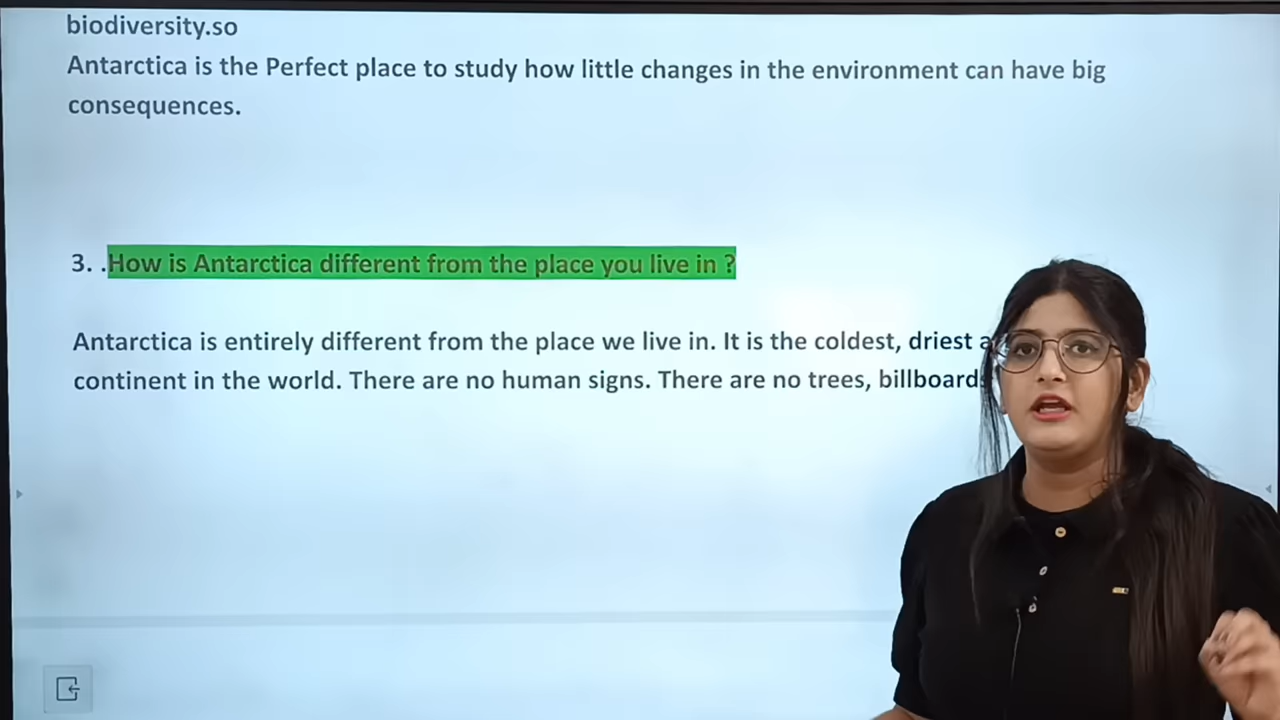 biodiversity.so
Antarctica is the Perfect place to study how little changes in the environment can have big
consequences.
3. .How is Antarctica different from the place you live in ?
Antarctica is entirely different from the place we live in. It is the coldest, driest
continent in the world. There are no human signs. There are no trees, billboards